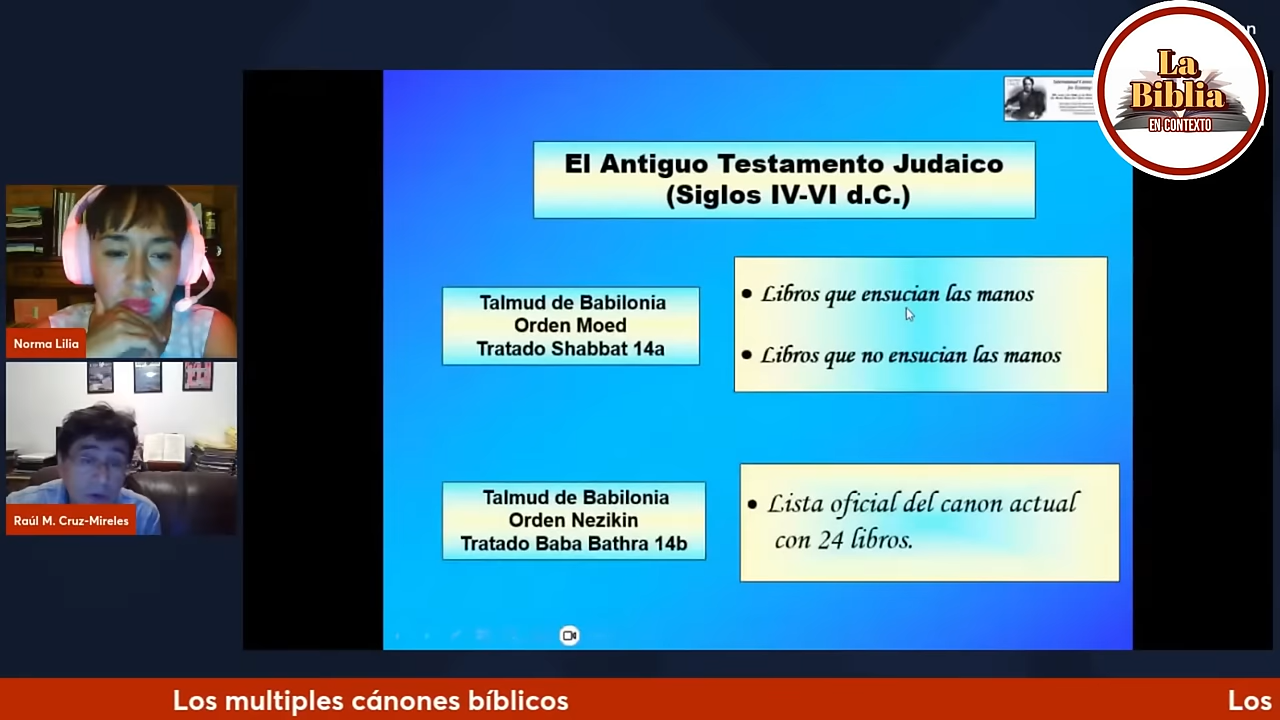 La
Biblia
EN CONTEXTO
El Antiguo Testamento Judaico
(Siglos IV-VI d.C.)
Talmud de Babilonia
Orden Moed
Tratado Shabbat 14a
• Libros que ensucian las manos
• Libros que no ensucian las manos
Talmud de Babilonia
Orden Nezikin
Tratado Baba Bathra 14b
• Lista oficial del canon actual
con 24 libros.
Norma Lilia
Raúl M. Cruz-Mireles
Los multiples cánones bíblicos
Los